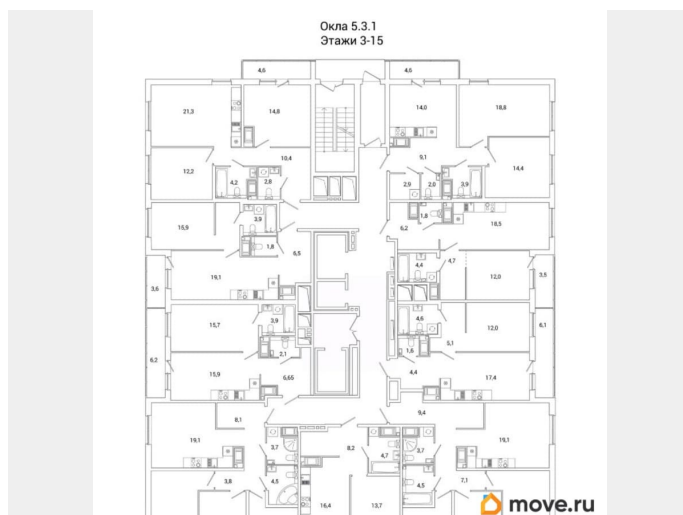 Окла 5.3.1
Этажи 3-15
4,6 4,6
21,3 14,8 14,0 18,8
10,4 9,1
12,2 14,4
4,2 2,8 2,9 2,0 3,9
15,9 3,9 1,8 18,5
1,8 6,5 6,2
19,1 4,4 4,7 12,0 3,5
3,6
15,7 3,9 4,6 12,0 6,1
6,2 2,1 1,6 5,1
15,9 6,65 4,4 17,4
8,1 9,4
19,1 3,7 8,2 4,7 3,7 19,1
3,8 4,5 4,5 7,1
16,4 13,7
move.ru